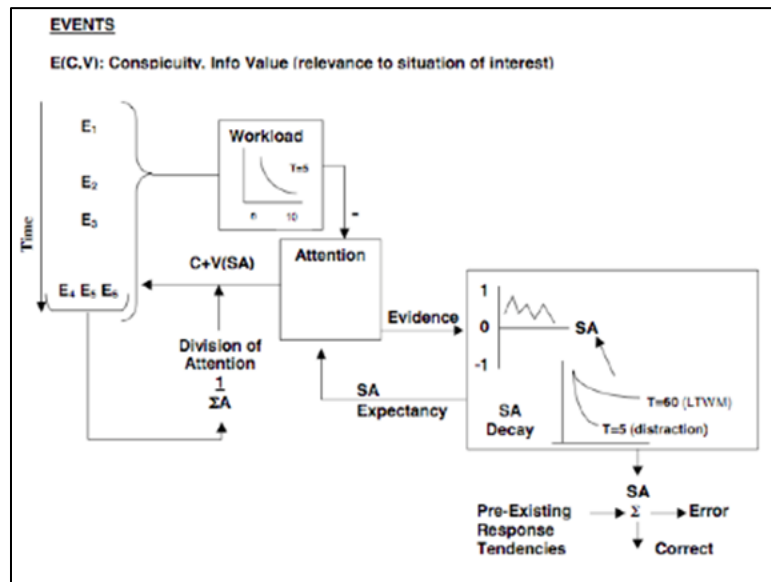 EVENTS
E(C,V): Conspicuity, Info Value (relevance to situation of interest)
Time
E₁
E₂
E₃
E₄ E₅ E₆
Workload
T=5
10
-
Attention
C+V(SA)
Division of
Attention
1
ΣA
Evidence
SA
Expectancy
1
0
-1
SA
SA
Decay
T=60 (LTWM)
T=5 (distraction)
SA
Σ
Pre-Existing
Response
Tendencies
Error
Correct